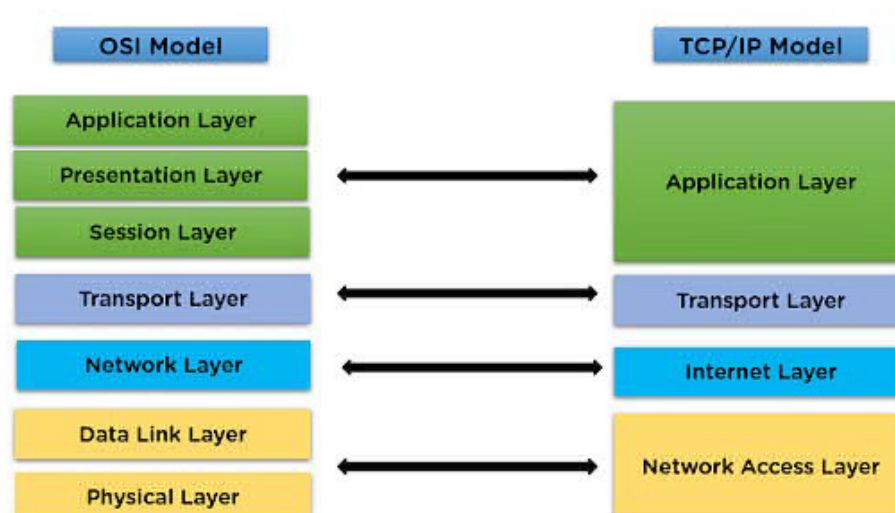 OSI Model
TCP/IP Model
Application Layer
Presentation Layer
Session Layer
Transport Layer
Network Layer
Data Link Layer
Physical Layer
Application Layer
Transport Layer
Internet Layer
Network Access Layer